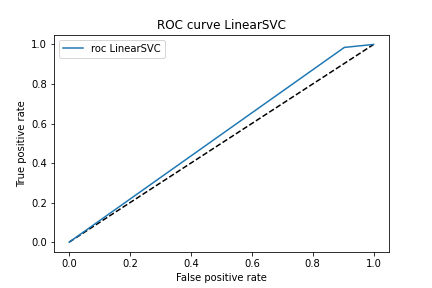 ROC curve LinearSVC
roc LinearSVC
True positive rate
1.0
0.8
0.6
0.4
0.2
0.0
0.0 0.2 0.4 0.6 0.8 1.0
False positive rate